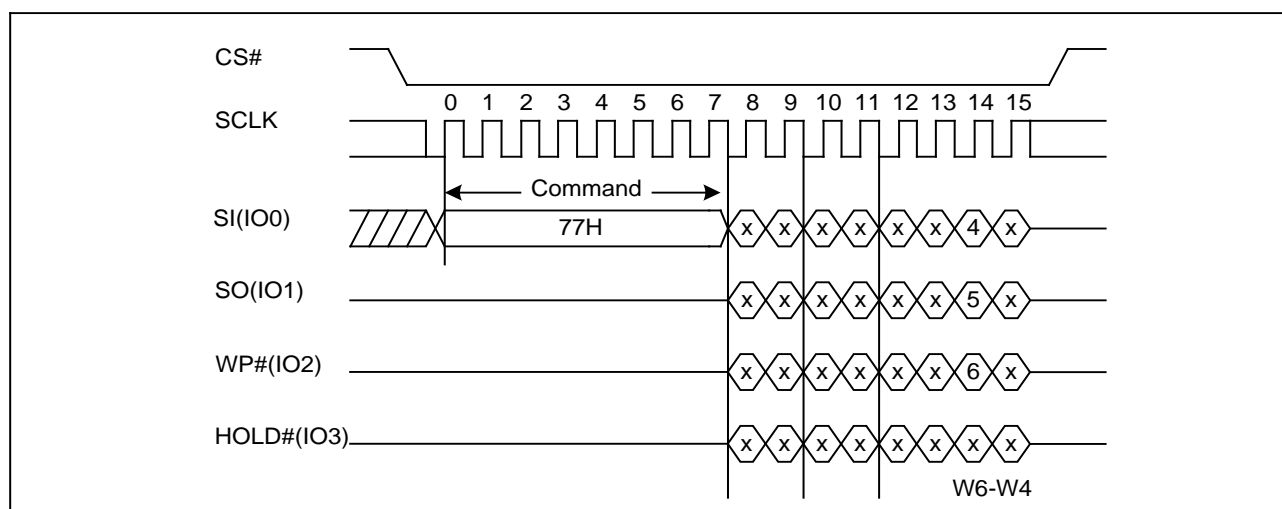 CS#
0 1 2 3 4 5 6 7 8 9 10 11 12 13 14 15
SCLK
Command
SI(IO0) 77H x x x x x x 4 x
SO(IO1) x x x x x x 5 x
WP#(IO2) x x x x x x 6 x
HOLD#(IO3) x x x x x x x x
W6-W4